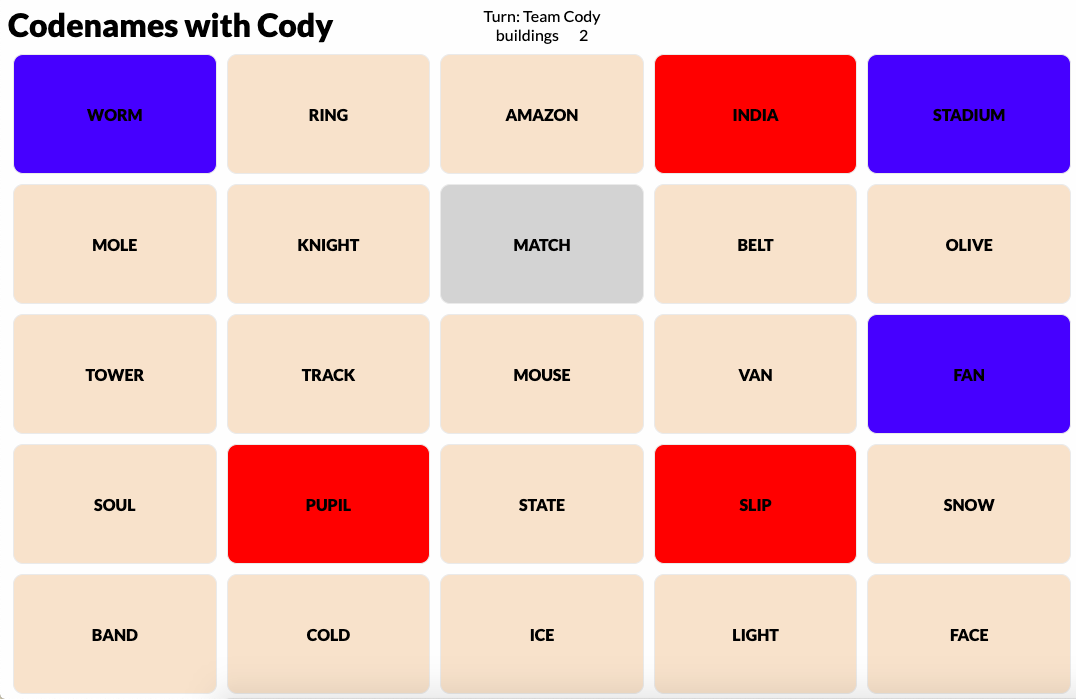 Codenames with Cody
Turn: Team Cody
buildings 2
WORM RING AMAZON INDIA STADIUM
MOLE KNIGHT MATCH BELT OLIVE
TOWER TRACK MOUSE VAN FAN
SOUL PUPIL STATE SLIP SNOW
BAND COLD ICE LIGHT FACE